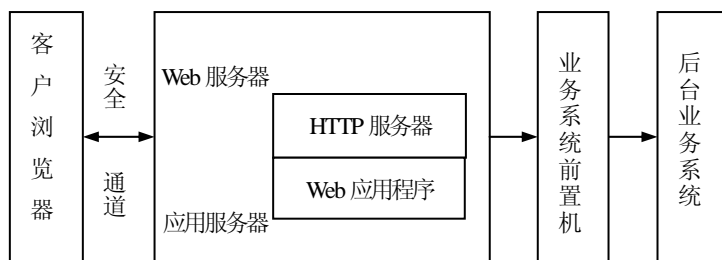 客户浏览器
安全
通道
Web 服务器
HTTP 服务器
Web 应用程序
应用服务器
业务系统前置机
后台业务系统